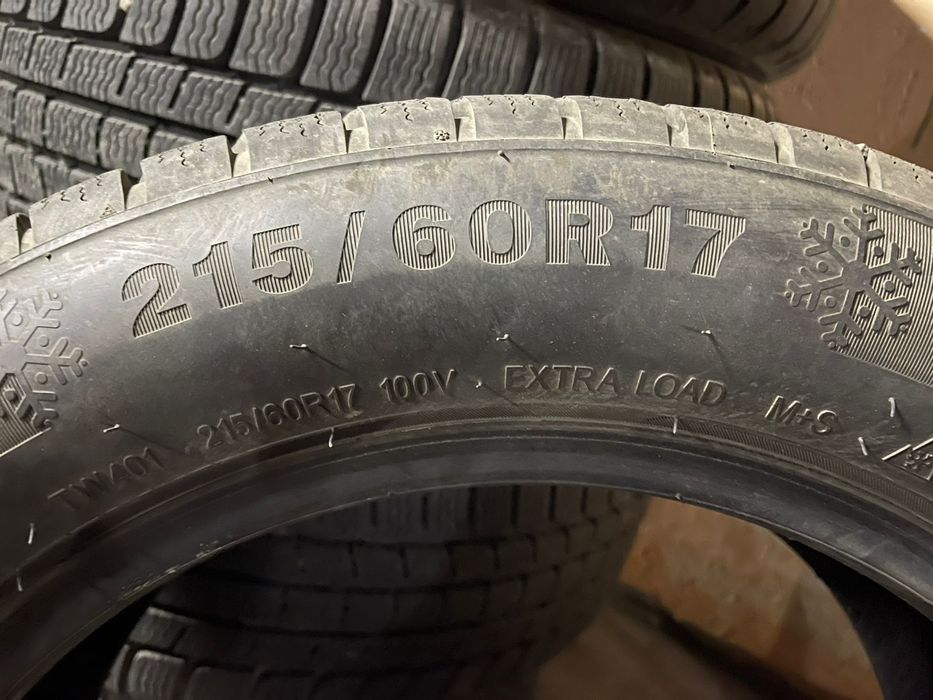 215/60R17
TW401 215/60R17 100V EXTRA LOAD M+S